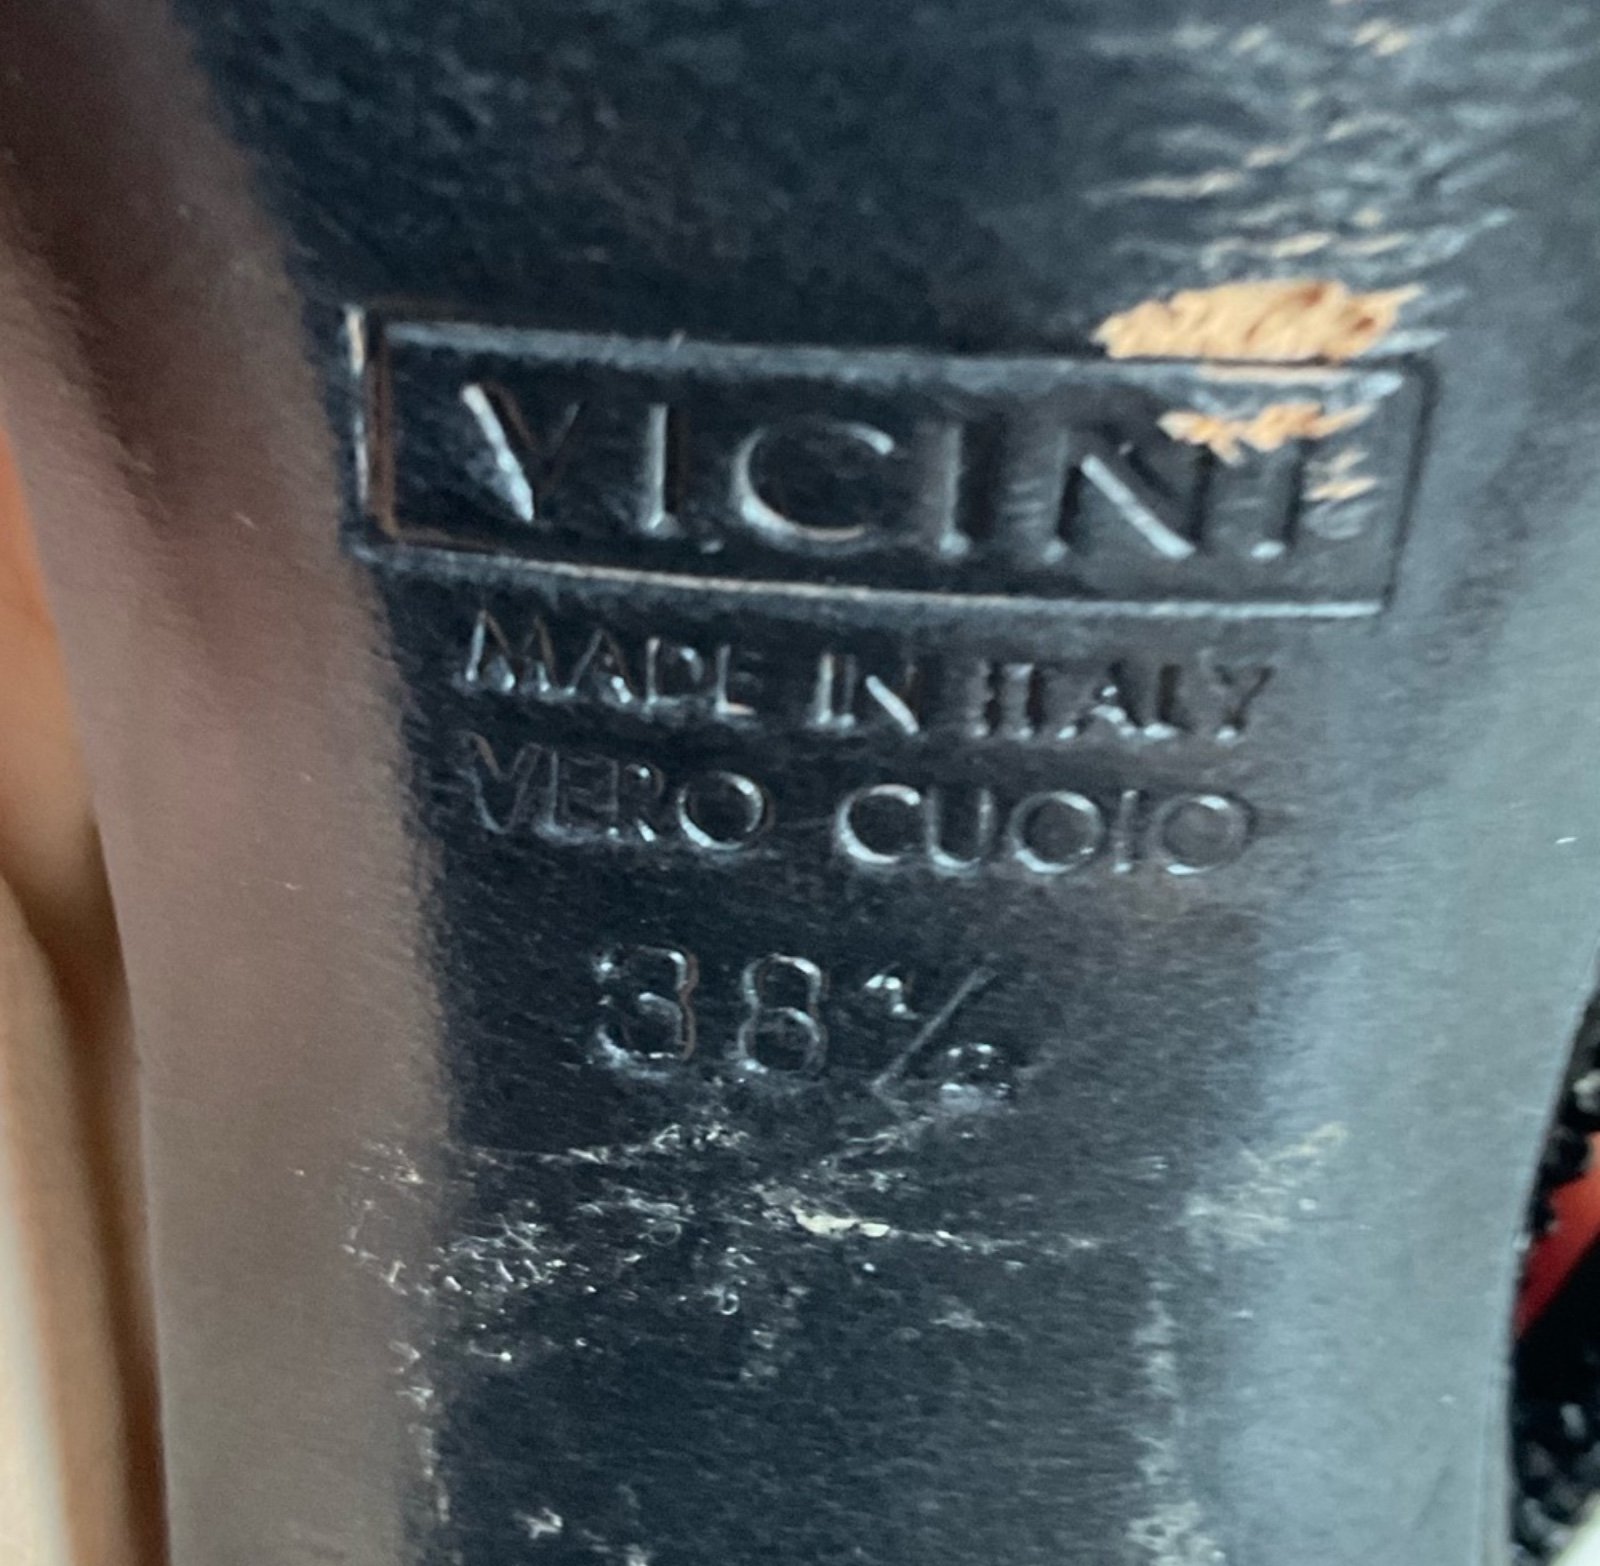 VICINI
MADE IN ITALY
VERO CUOIO
38½